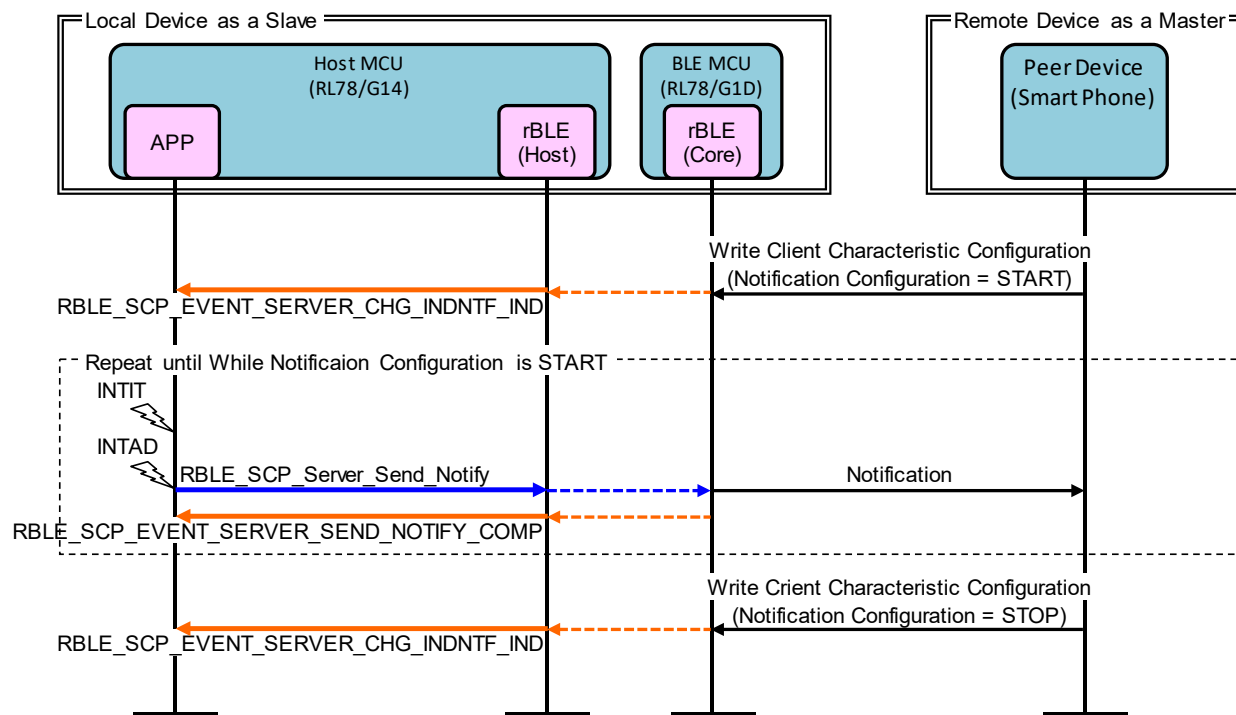 Local Device as a Slave
Remote Device as a Master
Host MCU
(RL78/G14)
BLE MCU
(RL78/G1D)
Peer Device
(Smart Phone)
APP
rBLE
(Host)
rBLE
(Core)
Write Client Characteristic Configuration
(Notification Configuration = START)
RBLE_SCP_EVENT_SERVER_CHG_INDNTF_IND
Repeat until While Notificaion Configuration is START
INTIT
INTAD
RBLE_SCP_Server_Send_Notify
Notification
RBLE_SCP_EVENT_SERVER_SEND_NOTIFY_COMP
Write Crient Characteristic Configuration
(Notification Configuration = STOP)
RBLE_SCP_EVENT_SERVER_CHG_INDNTF_IND